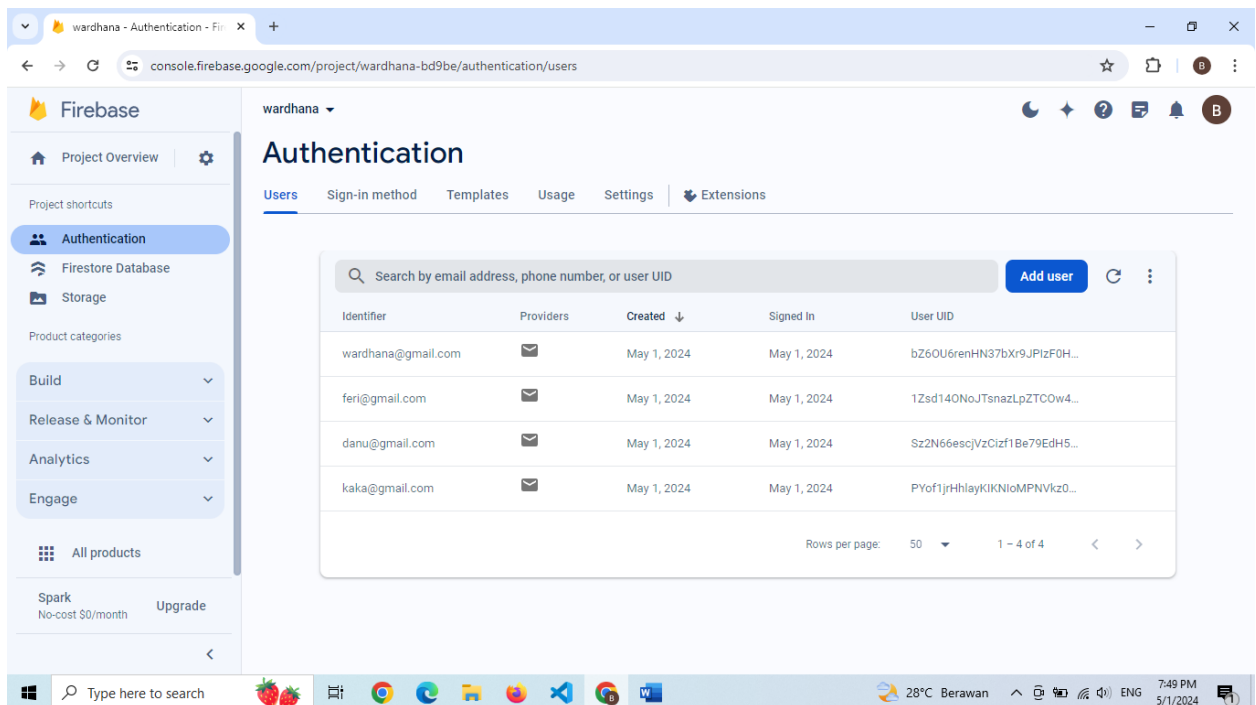 wardhana - Authentication - Fir
console.firebase.google.com/project/wardhana-bd9be/authentication/users
B
Firebase
wardhana
B
Project Overview
Authentication
Users Sign-in method Templates Usage Settings Extensions
Project shortcuts
Authentication
Firestore Database
Storage
Product categories
Build
Release & Monitor
Analytics
Engage
All products
Spark
No-cost $0/month
Upgrade
Search by email address, phone number, or user UID
Add user
Identifier Providers Created Signed In User UID
wardhana@gmail.com May 1, 2024 May 1, 2024 bZ6OU6renHN37bXr9JPIzF0H...
feri@gmail.com May 1, 2024 May 1, 2024 1Zsd14ONoJTsnazLpZTCOw4...
danu@gmail.com May 1, 2024 May 1, 2024 Sz2N66escjVzCizf1Be79EdH5...
kaka@gmail.com May 1, 2024 May 1, 2024 PYof1jrHhlayKIKNIoMPNVkz0...
Rows per page: 50 1 – 4 of 4
Type here to search
28°C Berawan
ENG
7:49 PM
5/1/2024